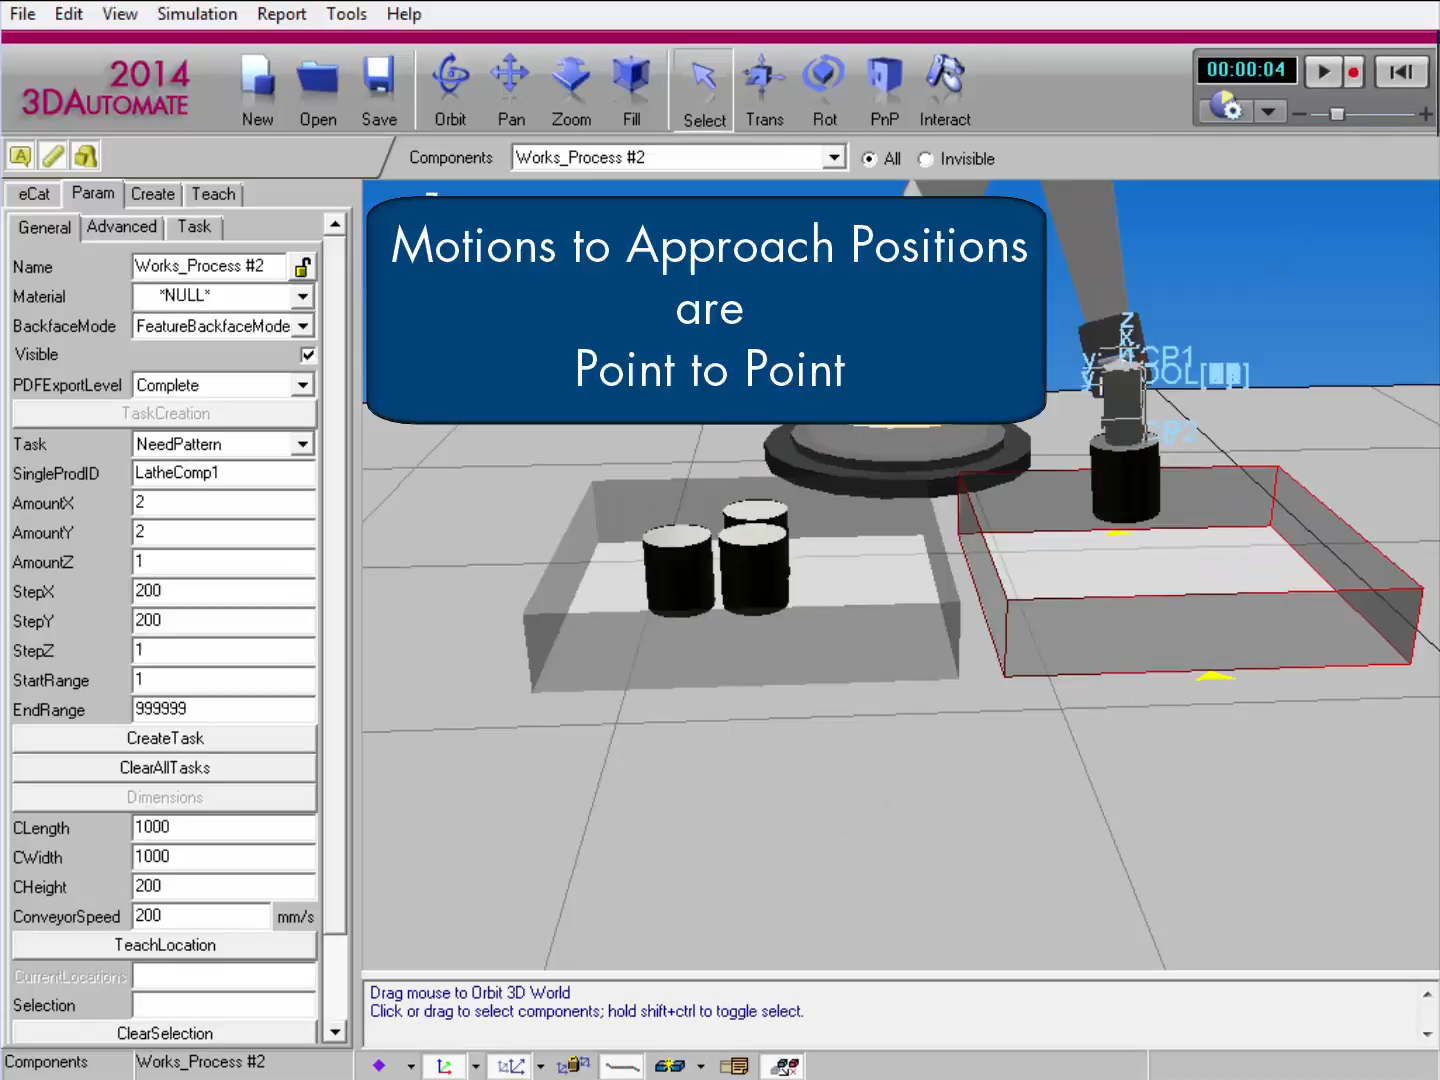 File Edit View Simulation Report Tools Help
2014
3DAUTOMATE
New Open Save Orbit Pan Zoom Fill Select Trans Rot PnP Interact
00:00:04
Components Works_Process #2 All Invisible
eCat Param Create Teach
General Advanced Task
Name Works_Process #2
Material *NULL*
BackfaceMode FeatureBackfaceMode
Visible
PDFExportLevel Complete
TaskCreation
Task NeedPattern
SingleProdID LatheComp1
AmountX 2
AmountY 2
AmountZ 1
StepX 200
StepY 200
StepZ 1
StartRange 1
EndRange 999999
CreateTask
ClearAllTasks
Dimensions
CLength 1000
CWidth 1000
CHeight 200
ConveyorSpeed 200 mm/s
TeachLocation
CurrentLocations
Selection
ClearSelection
Components Works_Process #2
Motions to Approach Positions
are
Point to Point
Drag mouse to Orbit 3D World
Click or drag to select components; hold shift+ctrl to toggle select.